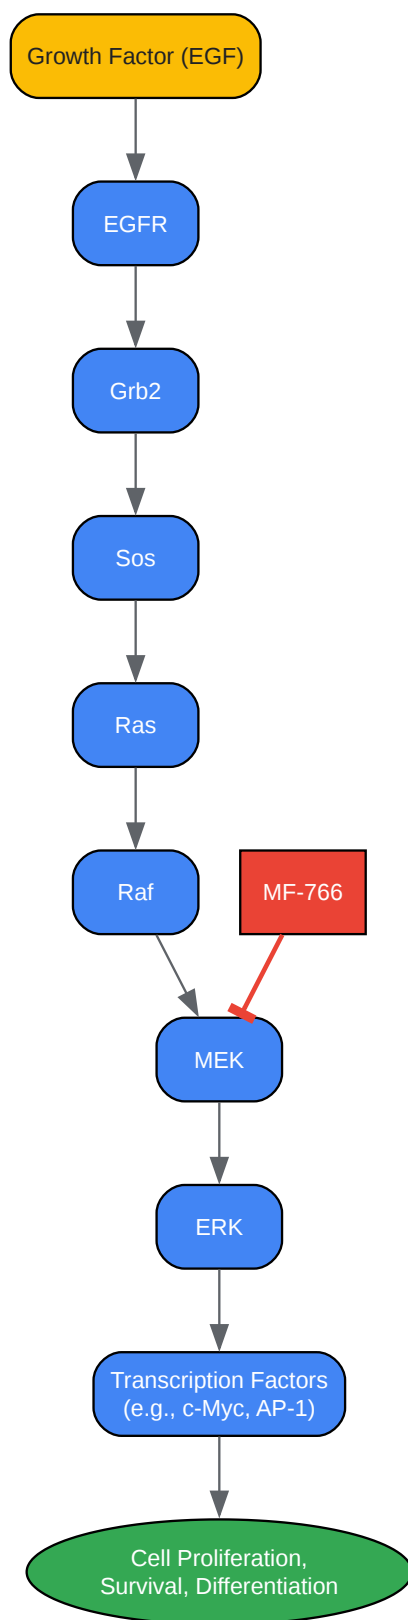 Growth Factor (EGF)
EGFR
Grb2
Sos
Ras
Raf
MF-766
MEK
ERK
Transcription Factors
(e.g., c-Myc, AP-1)
Cell Proliferation,
Survival, Differentiation